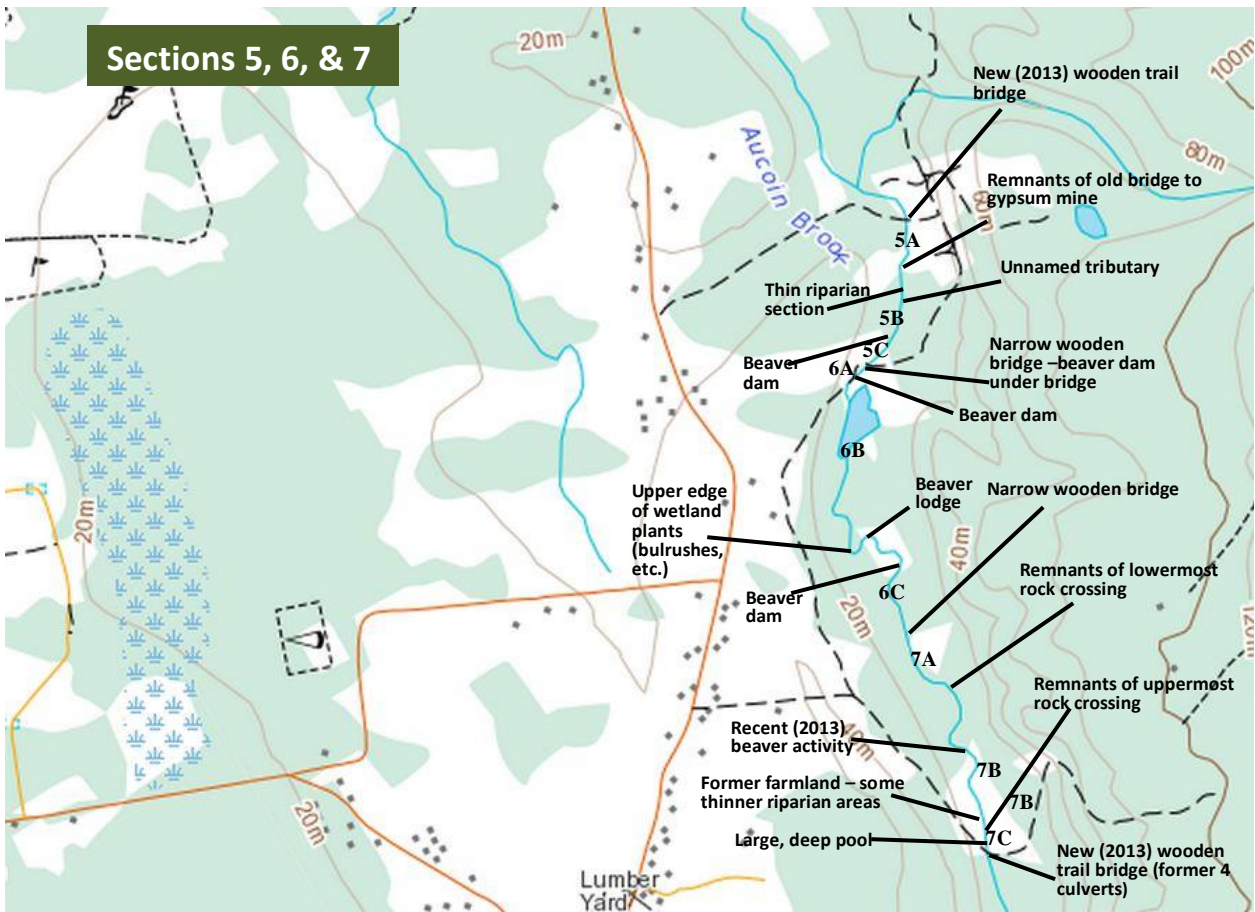 Sections 5, 6, & 7
20m
100m
New (2013) wooden trail
bridge
Aucoin Brook
80m
Remnants of old bridge to
gypsum mine
60m
5A
Unnamed tributary
Thin riparian
section
5B
Narrow wooden
bridge –beaver dam
under bridge
5C
Beaver
dam
6A
Beaver dam
6B
20m
Upper edge
of wetland
plants
(bulrushes,
etc.)
Beaver
lodge
Narrow wooden bridge
40m
Remnants of lowermost
rock crossing
Beaver
dam
6C
20m
120m
7A
Remnants of uppermost
rock crossing
Recent (2013)
beaver activity
40m
7B
Former farmland – some
thinner riparian areas
7B
20m
Large, deep pool
7C
New (2013) wooden
trail bridge (former 4
culverts)
Lumber
Yard